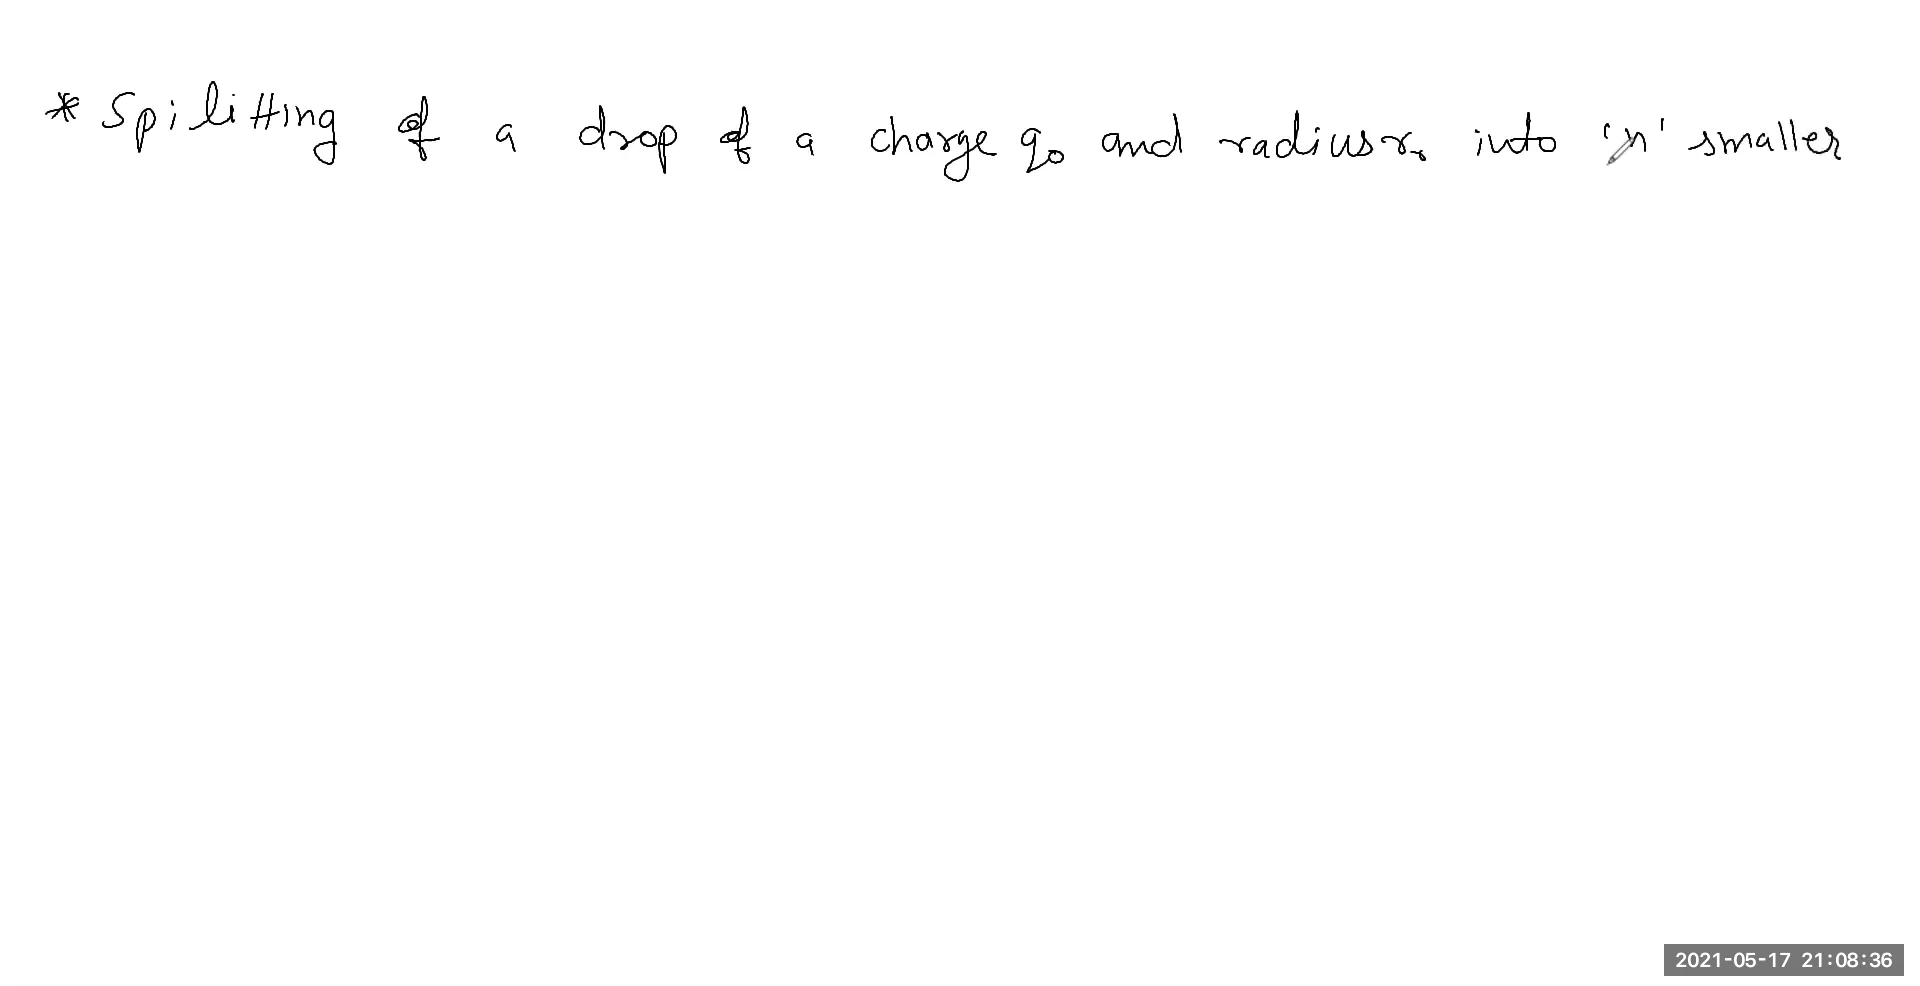 * Spilitting of a drop of a charge q₀ and radius r₀ into 'n' smaller
2021-05-17 21:08:36